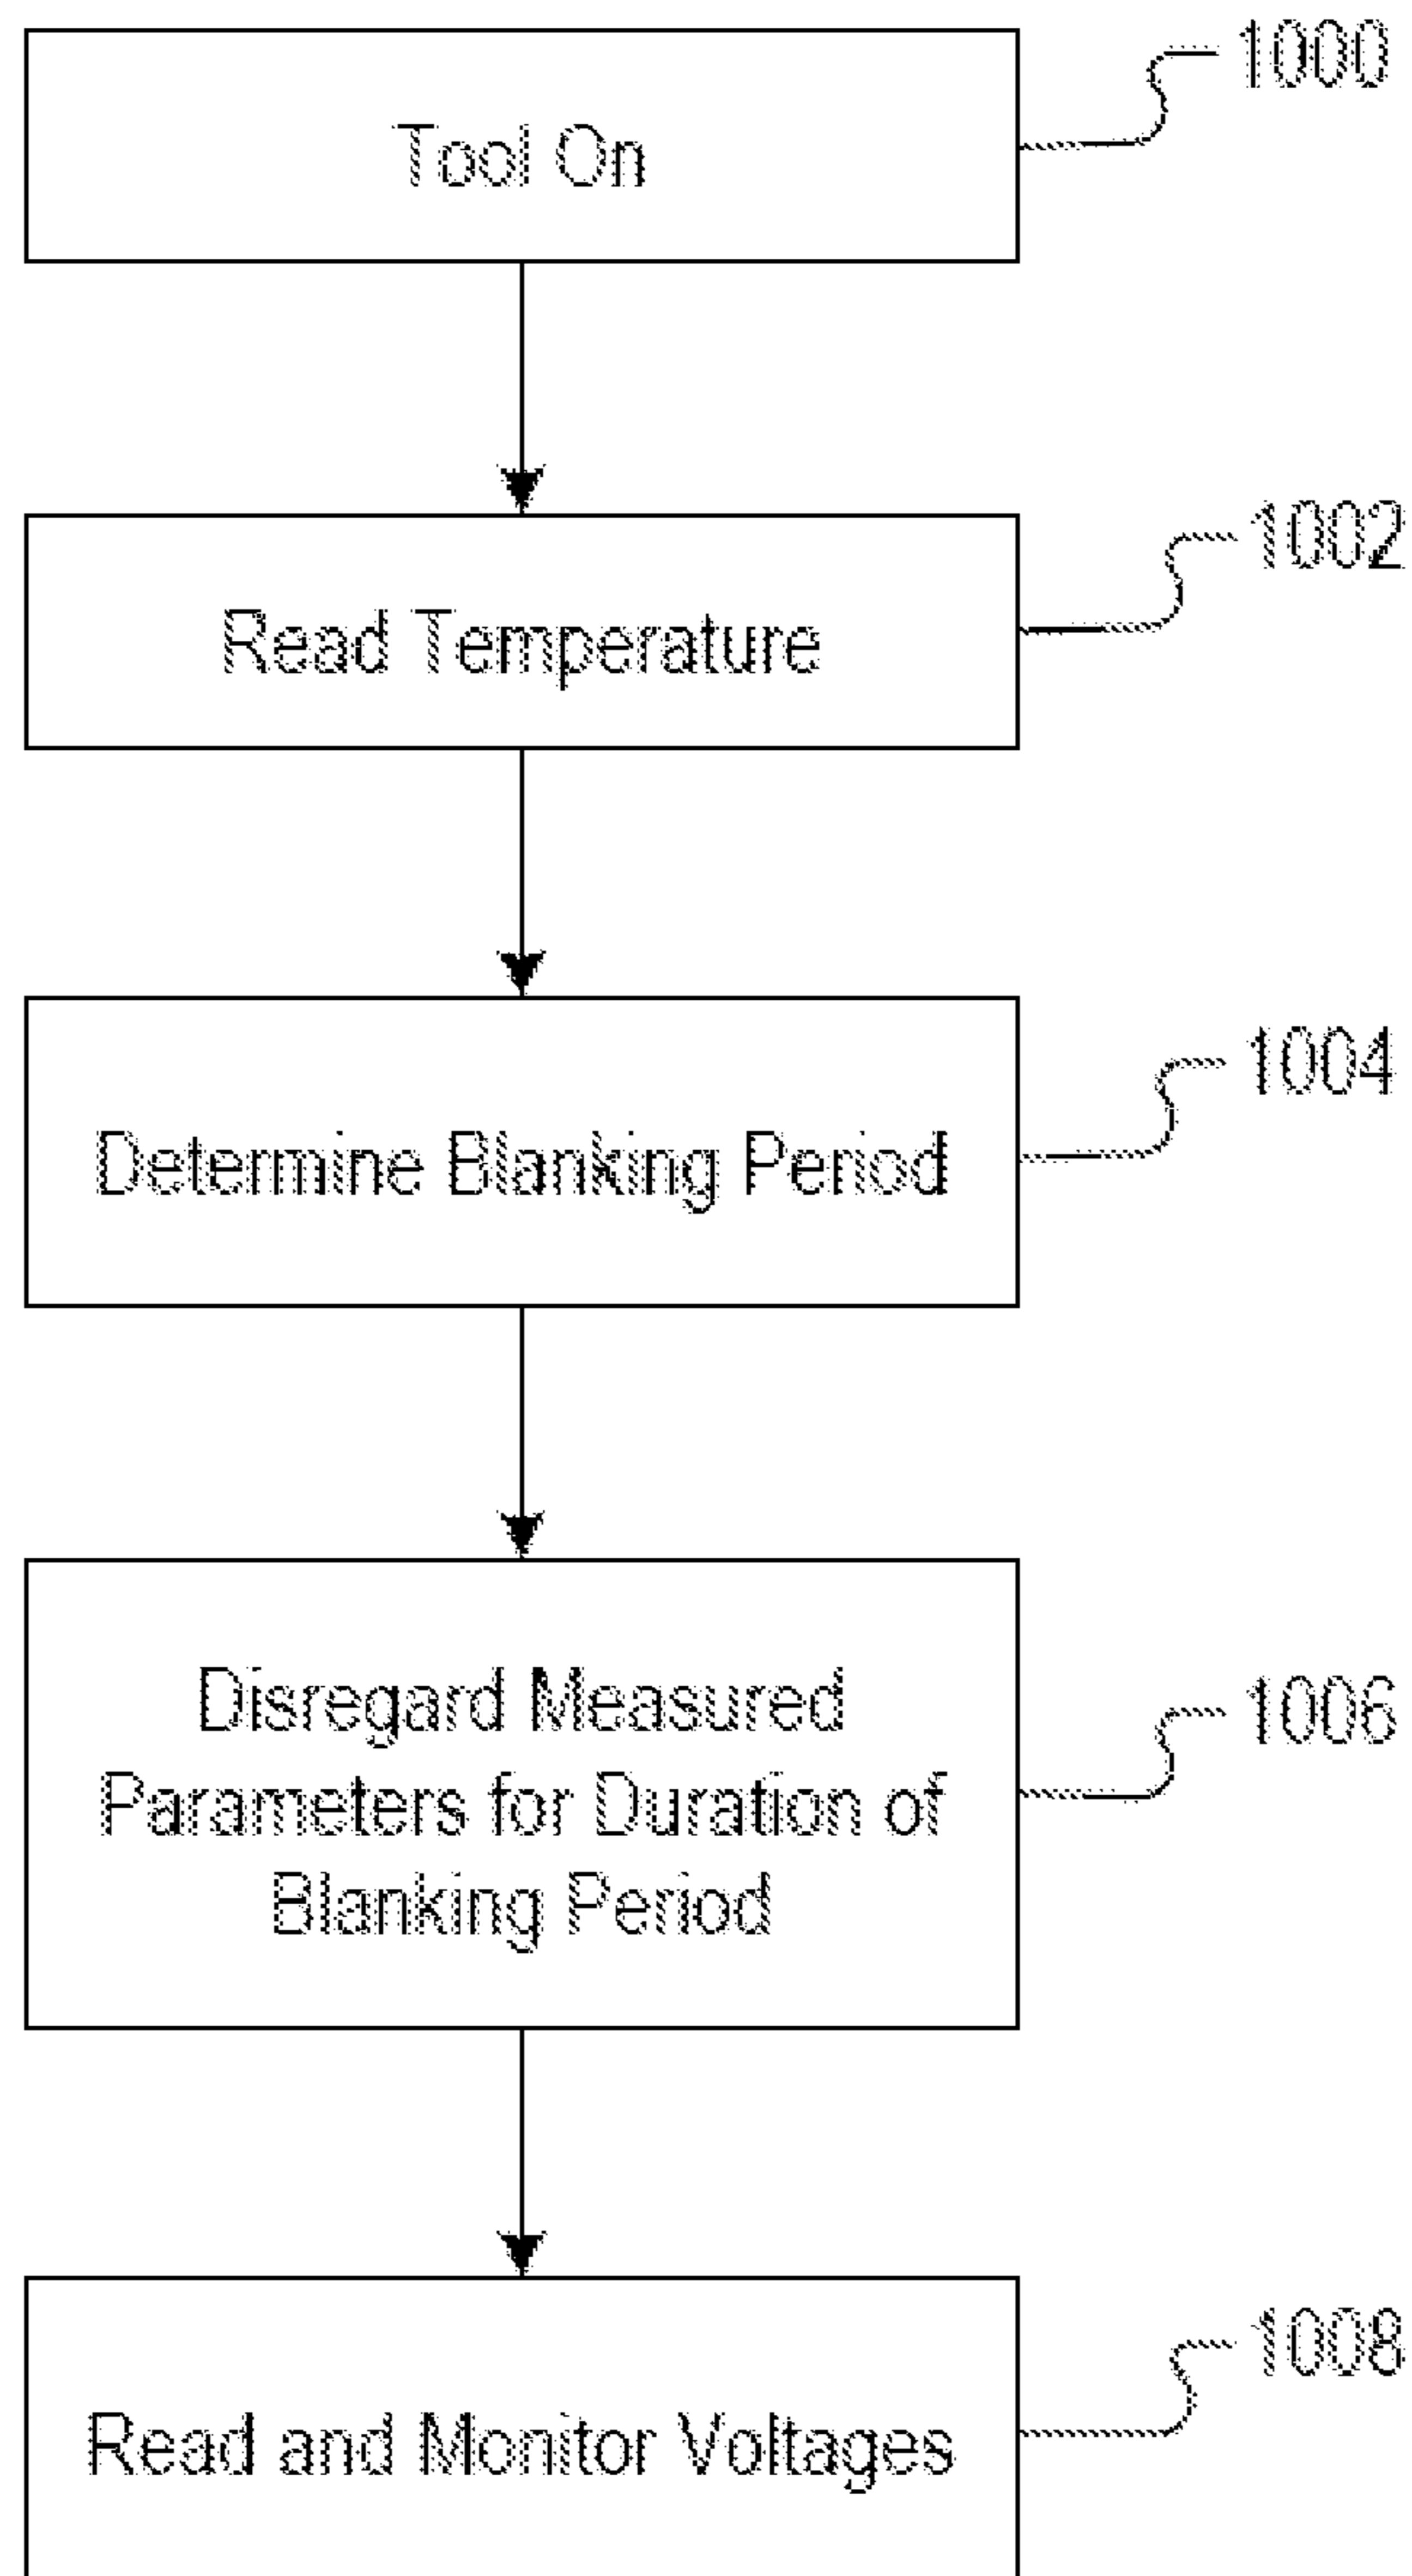 Tool On
1000
Read Temperature
1002
Determine Blanking Period
1004
Disregard Measured
Parameters for Duration of
Blanking Period
1006
Read and Monitor Voltages
1008